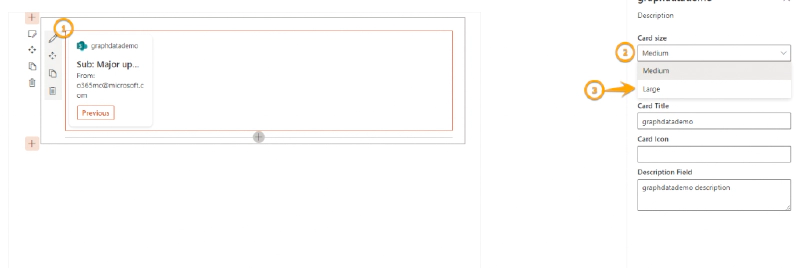 1
graphdatademo
Sub: Major up...
From:
o365mc@microsoft.c
om
Previous
graphdatademo
Description
Card size
2
Medium
Medium
3
Large
Card Title
graphdatademo
Card Icon
Description Field
graphdatademo description